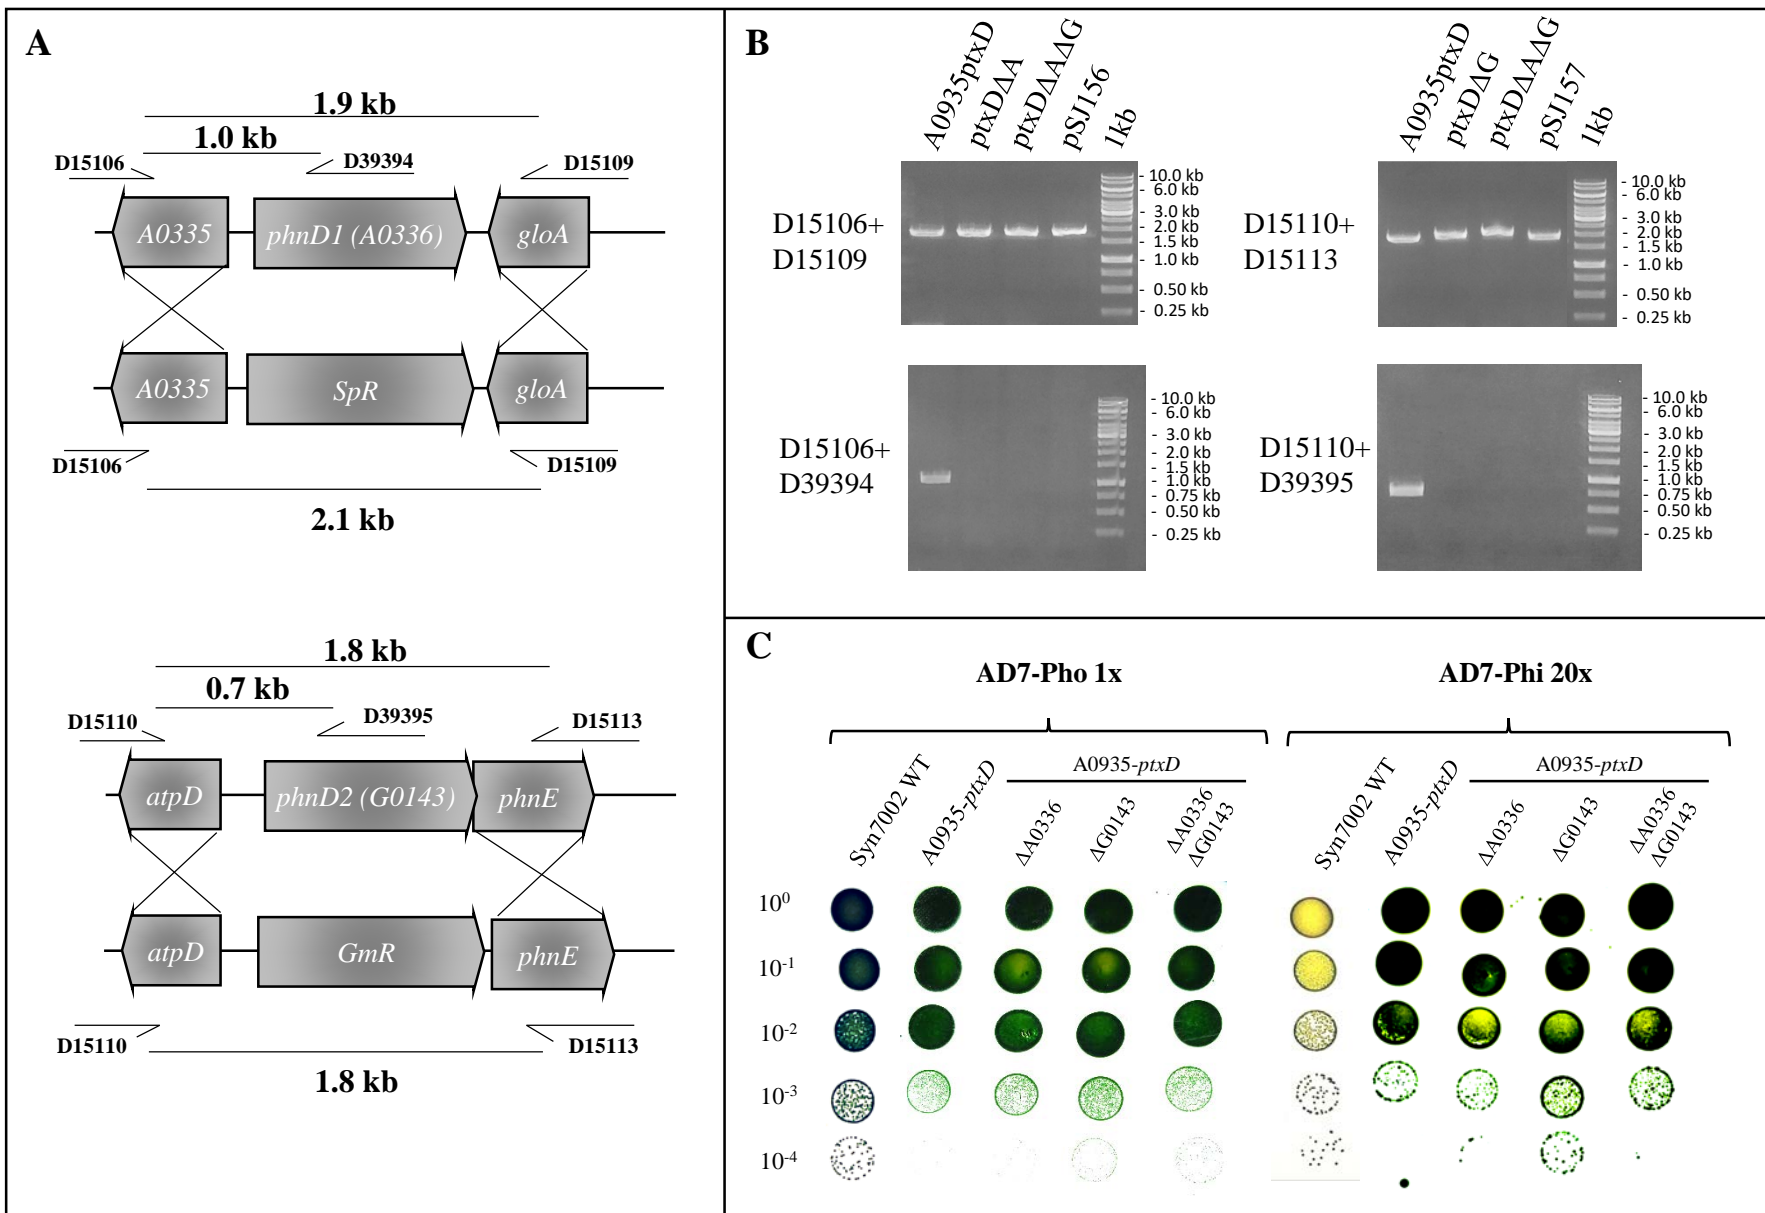 A
1.9 kb
1.0 kb
D15106
D39394
D15109
A0335
phnD1 (A0336)
gloA
A0335
SpR
gloA
D15106
D15109
2.1 kb
1.8 kb
0.7 kb
D15110
D39395
D15113
atpD
phnD2 (G0143)
phnE
atpD
GmR
phnE
D15110
D15113
1.8 kb
B
A0935ptxD
ptxDΔA
ptxDΔAΔG
pSJ156
1kb
D15106+
D15109
- 10.0 kb
- 6.0 kb
- 3.0 kb
- 2.0 kb
- 1.5 kb
- 1.0 kb
- 0.50 kb
- 0.25 kb
A0935ptxD
ptxDΔG
ptxDΔAΔG
pSJ157
1kb
D15110+
D15113
- 10.0 kb
- 6.0 kb
- 3.0 kb
- 2.0 kb
- 1.5 kb
- 1.0 kb
- 0.50 kb
- 0.25 kb
D15106+
D39394
- 10.0 kb
- 6.0 kb
- 3.0 kb
- 2.0 kb
- 1.5 kb
- 1.0 kb
- 0.75 kb
- 0.50 kb
- 0.25 kb
D15110+
D39395
- 10.0 kb
- 6.0 kb
- 3.0 kb
- 2.0 kb
- 1.5 kb
- 1.0 kb
- 0.75 kb
- 0.50 kb
- 0.25 kb
C
AD7-Pho 1x
AD7-Phi 20x
Syn7002 WT
A0935-ptxD
A0935-ptxD
ΔA0336
ΔG0143
ΔA0336
ΔG0143
Syn7002 WT
A0935-ptxD
A0935-ptxD
ΔA0336
ΔG0143
ΔA0336
ΔG0143
10⁰
10⁻¹
10⁻²
10⁻³
10⁻⁴